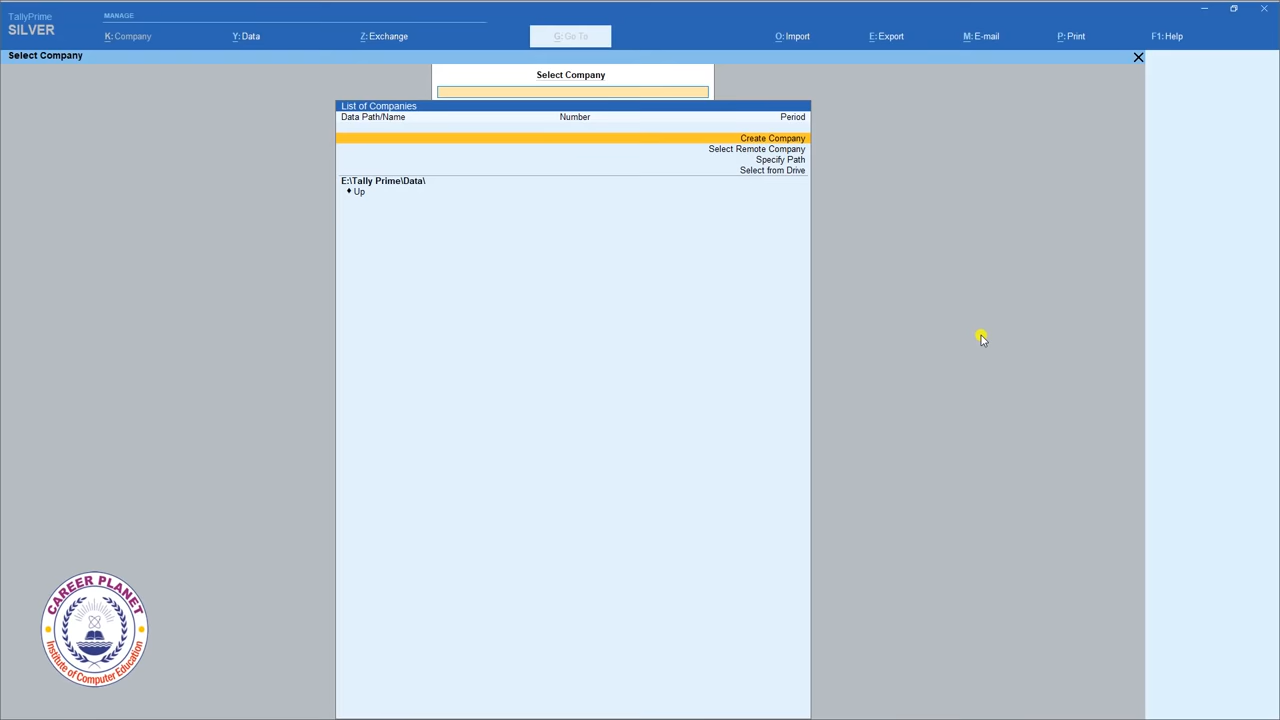 TallyPrime
SILVER
MANAGE
K: Company
Y: Data
Z: Exchange
G: Go To
O: Import
E: Export
M: E-mail
P: Print
F1: Help
Select Company
Select Company
List of Companies
Data Path/Name Number Period
Create Company
Select Remote Company
Specify Path
Select from Drive
E:\Tally Prime\Data\
♦ Up
CAREER PLANET
Institute of Computer Education